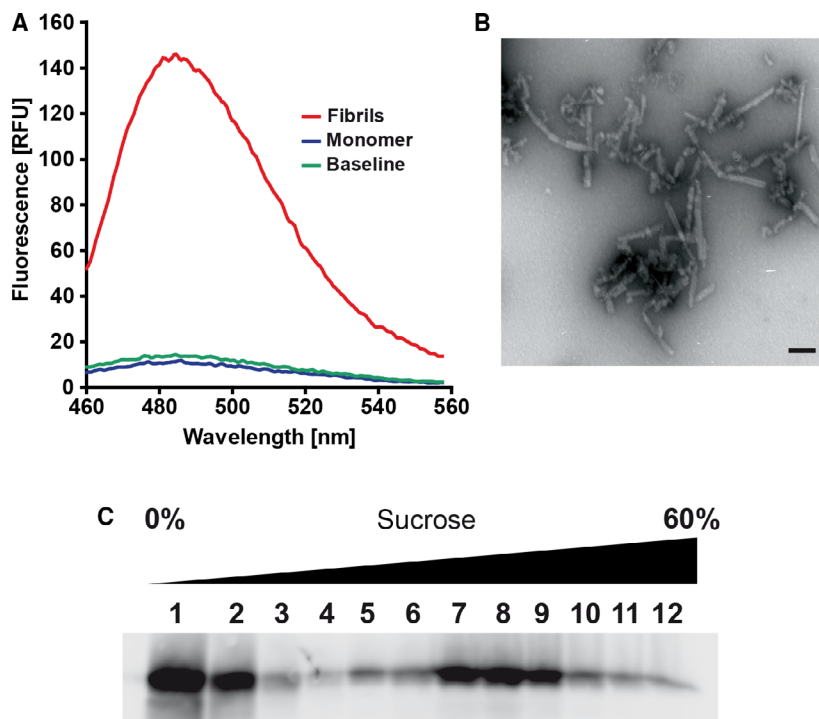 A
160
140
120
100
80
60
40
20
0
Fluorescence [RFU]
Fibrils
Monomer
Baseline
460 480 500 520 540 560
Wavelength [nm]
B
C
0% Sucrose 60%
1 2 3 4 5 6 7 8 9 10 11 12